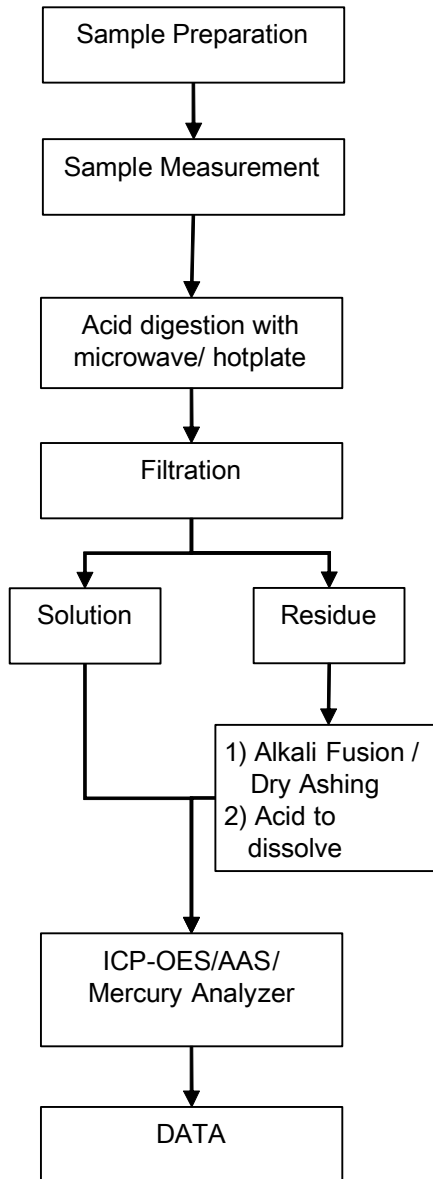 Sample Preparation
Sample Measurement
Acid digestion with
microwave/ hotplate
Filtration
Solution
Residue
1) Alkali Fusion /
Dry Ashing
2) Acid to
dissolve
ICP-OES/AAS/
Mercury Analyzer
DATA